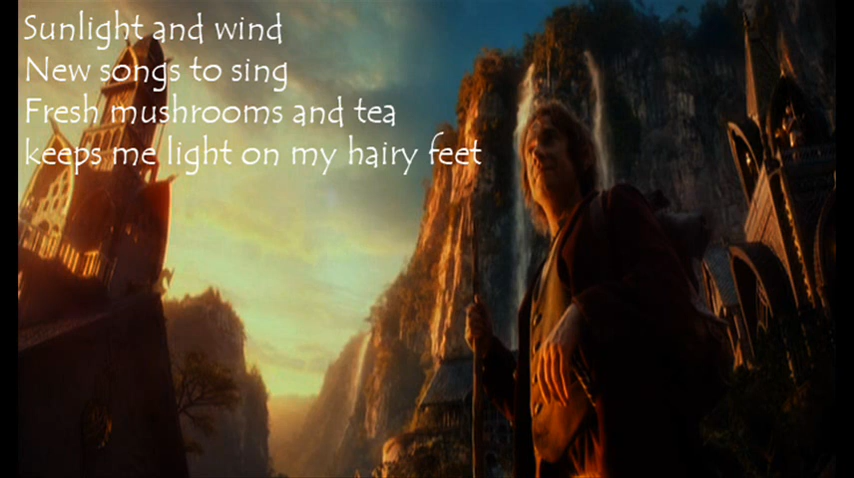 Sunlight and wind
New songs to sing
Fresh mushrooms and tea
keeps me light on my hairy feet